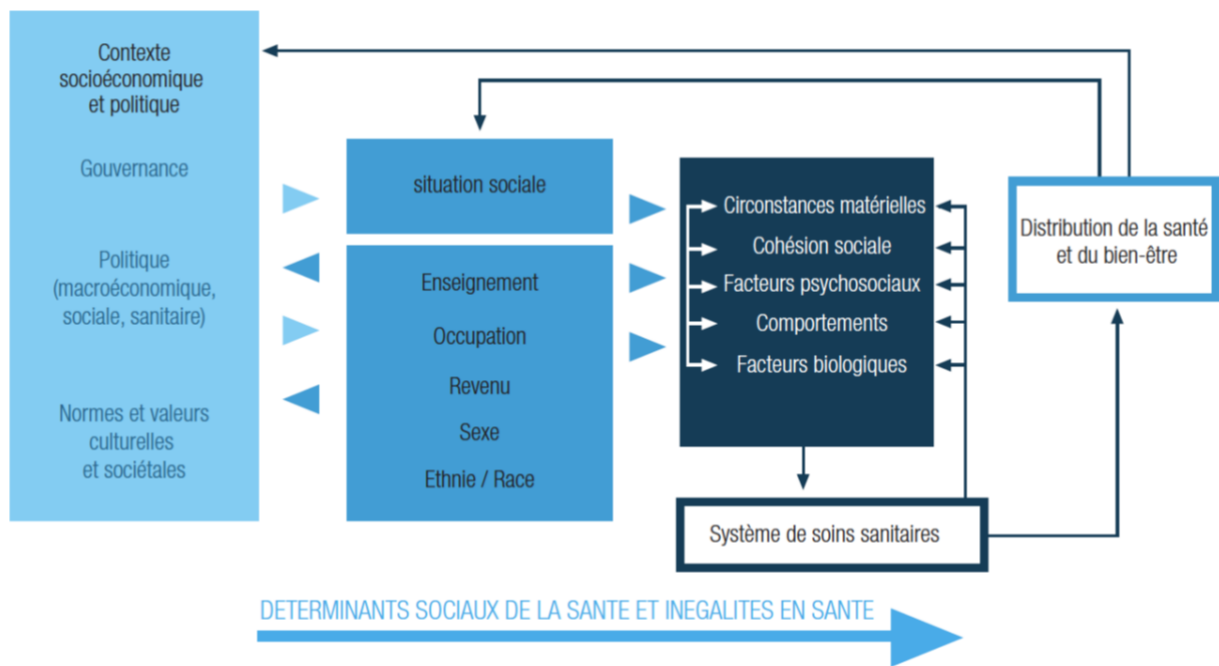 Contexte
socioéconomique
et politique
Gouvernance
Politique
(macroéconomique,
sociale, sanitaire)
Normes et valeurs
culturelles
et sociétales
situation sociale
Enseignement
Occupation
Revenu
Sexe
Ethnie / Race
Circonstances matérielles
Cohésion sociale
Facteurs psychosociaux
Comportements
Facteurs biologiques
Système de soins sanitaires
Distribution de la santé
et du bien-être
DETERMINANTS SOCIAUX DE LA SANTE ET INEGALITES EN SANTE